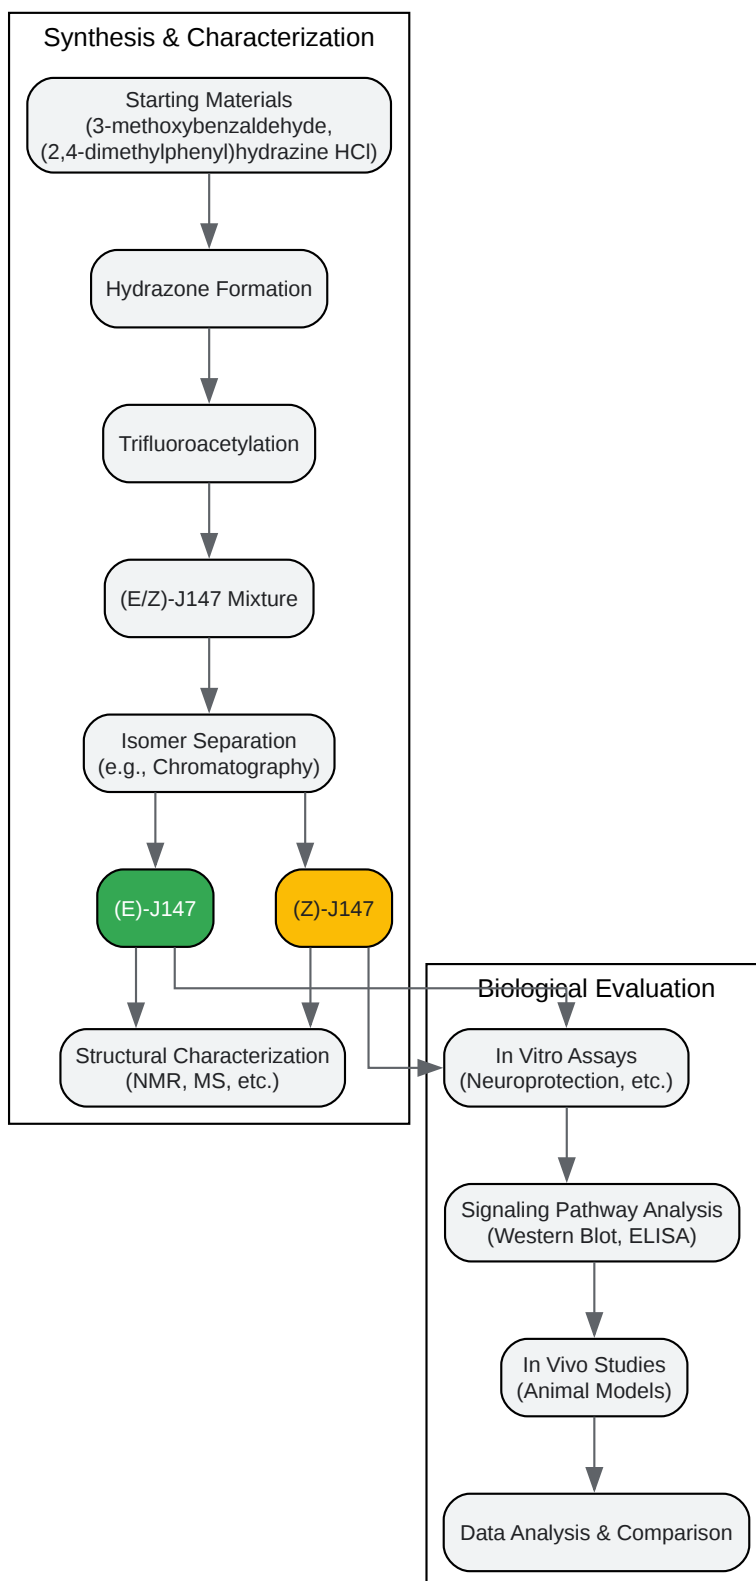 Synthesis & Characterization
Starting Materials
(3-methoxybenzaldehyde,
(2,4-dimethylphenyl)hydrazine HCl)
Hydrazone Formation
Trifluoroacetylation
(E/Z)-J147 Mixture
Isomer Separation
(e.g., Chromatography)
(E)-J147
(Z)-J147
Structural Characterization
(NMR, MS, etc.)
Biological Evaluation
In Vitro Assays
(Neuroprotection, etc.)
Signaling Pathway Analysis
(Western Blot, ELISA)
In Vivo Studies
(Animal Models)
Data Analysis & Comparison